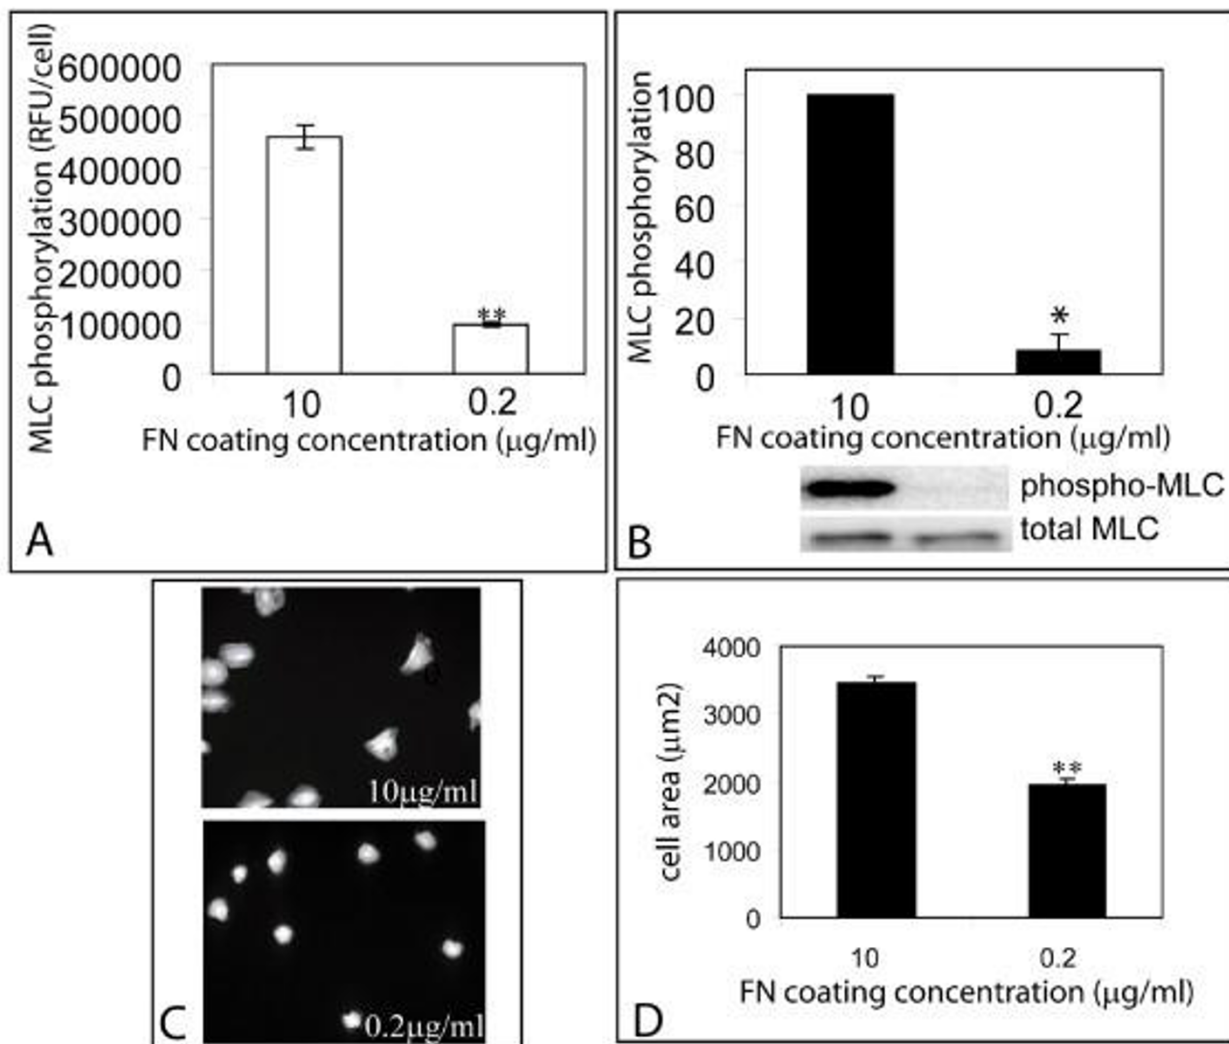 MLC phosphorylation (RFU/cell)
600000
500000
400000
300000
200000
100000
0
**
10 0.2
FN coating concentration (μg/ml)
A
MLC phosphorylation
100
80
60
40
20
0
*
10 0.2
FN coating concentration (μg/ml)
phospho-MLC
total MLC
B
10μg/ml
0.2μg/ml
C
cell area (μm2)
4000
3000
2000
1000
0
**
10 0.2
FN coating concentration (μg/ml)
D